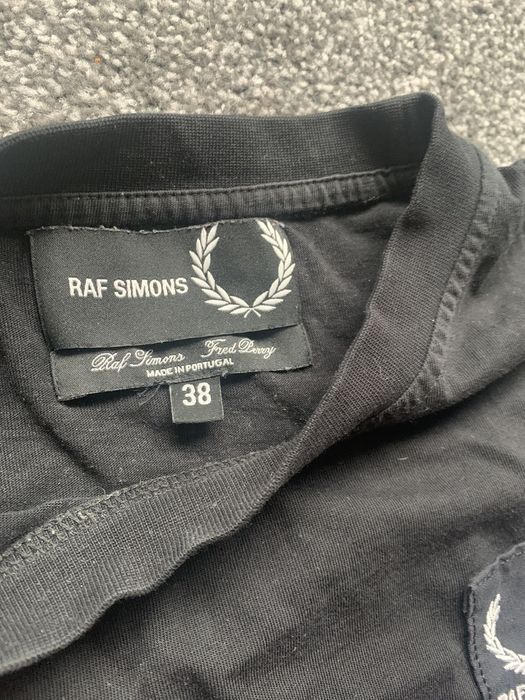 RAF SIMONS
Raf Simons Fred Perry
MADE IN PORTUGAL
38